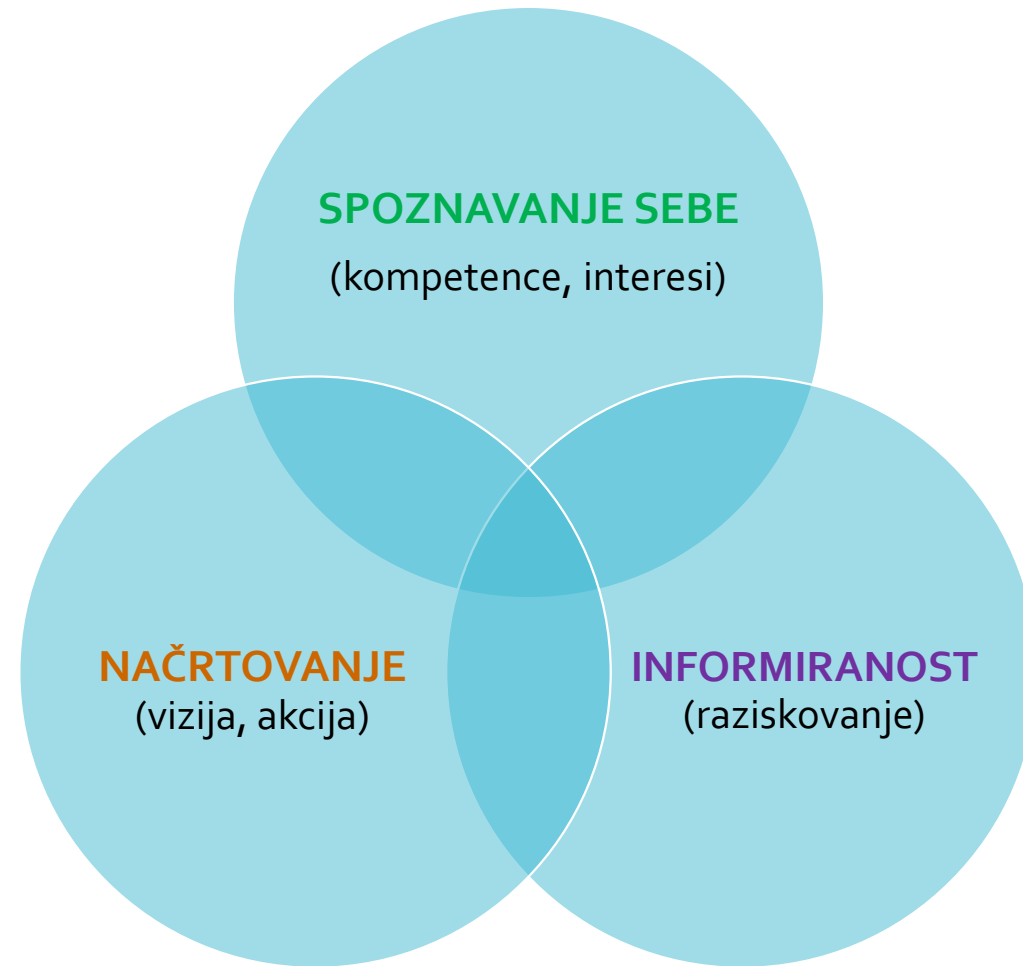 SPOZNAVANJE SEBE
(kompetence, interesi)
NAČRTOVANJE
(vizija, akcija)
INFORMIRANOST
(raziskovanje)